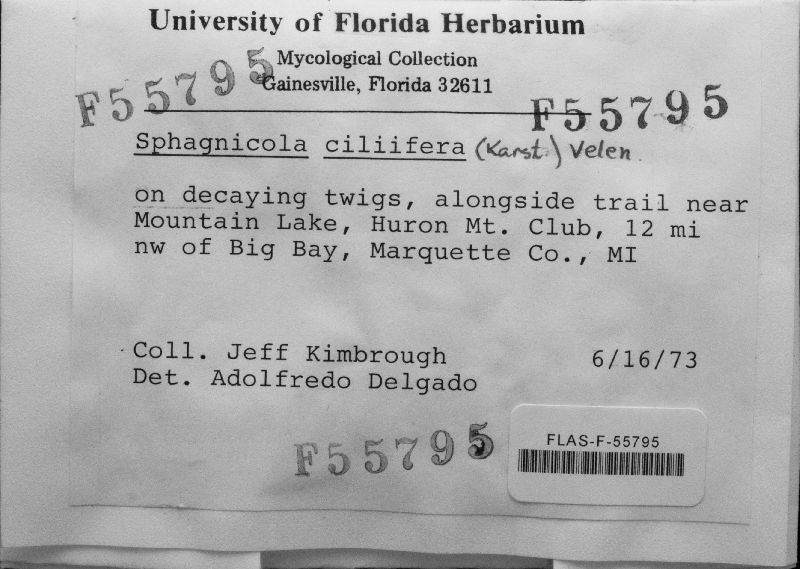 University of Florida Herbarium
Mycological Collection
Gainesville, Florida 32611
F55795
F55795
Sphagnicola ciliifera (Karst.) Velen.
on decaying twigs, alongside trail near
Mountain Lake, Huron Mt. Club, 12 mi
nw of Big Bay, Marquette Co., MI
Coll. Jeff Kimbrough 6/16/73
Det. Adolfredo Delgado
F55795
FLAS-F-55795